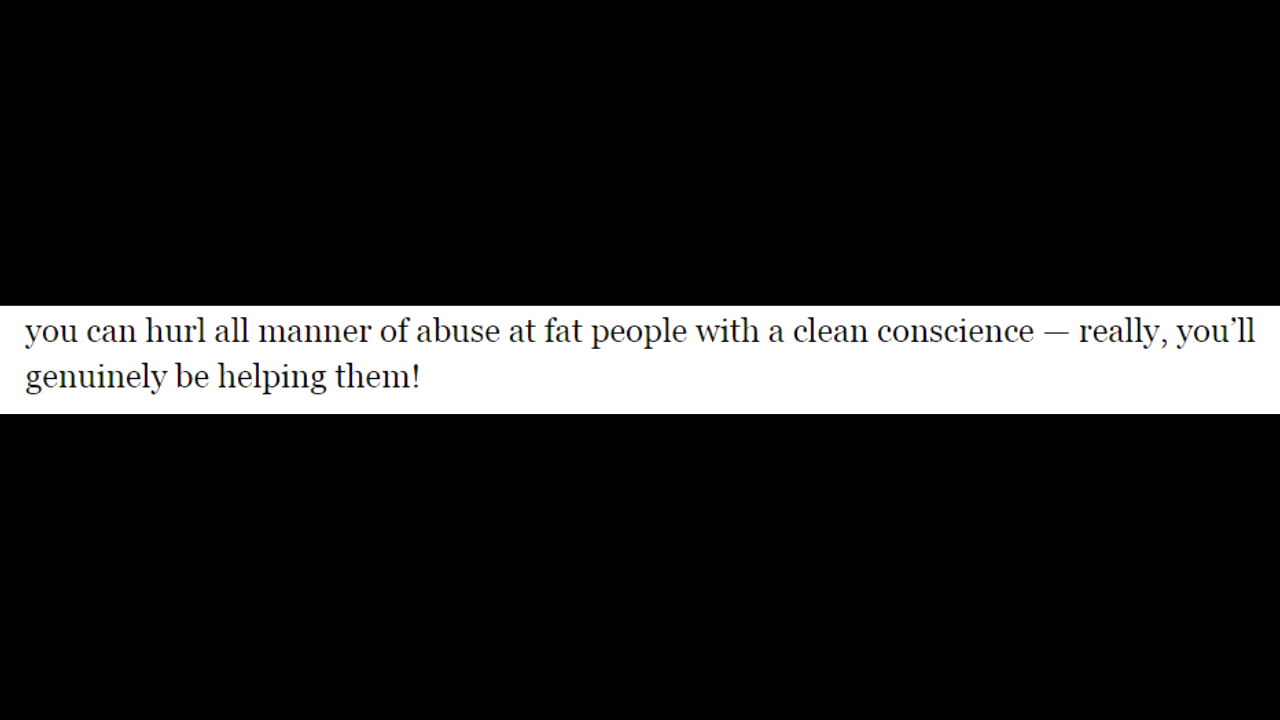 you can hurl all manner of abuse at fat people with a clean conscience — really, you’ll
genuinely be helping them!